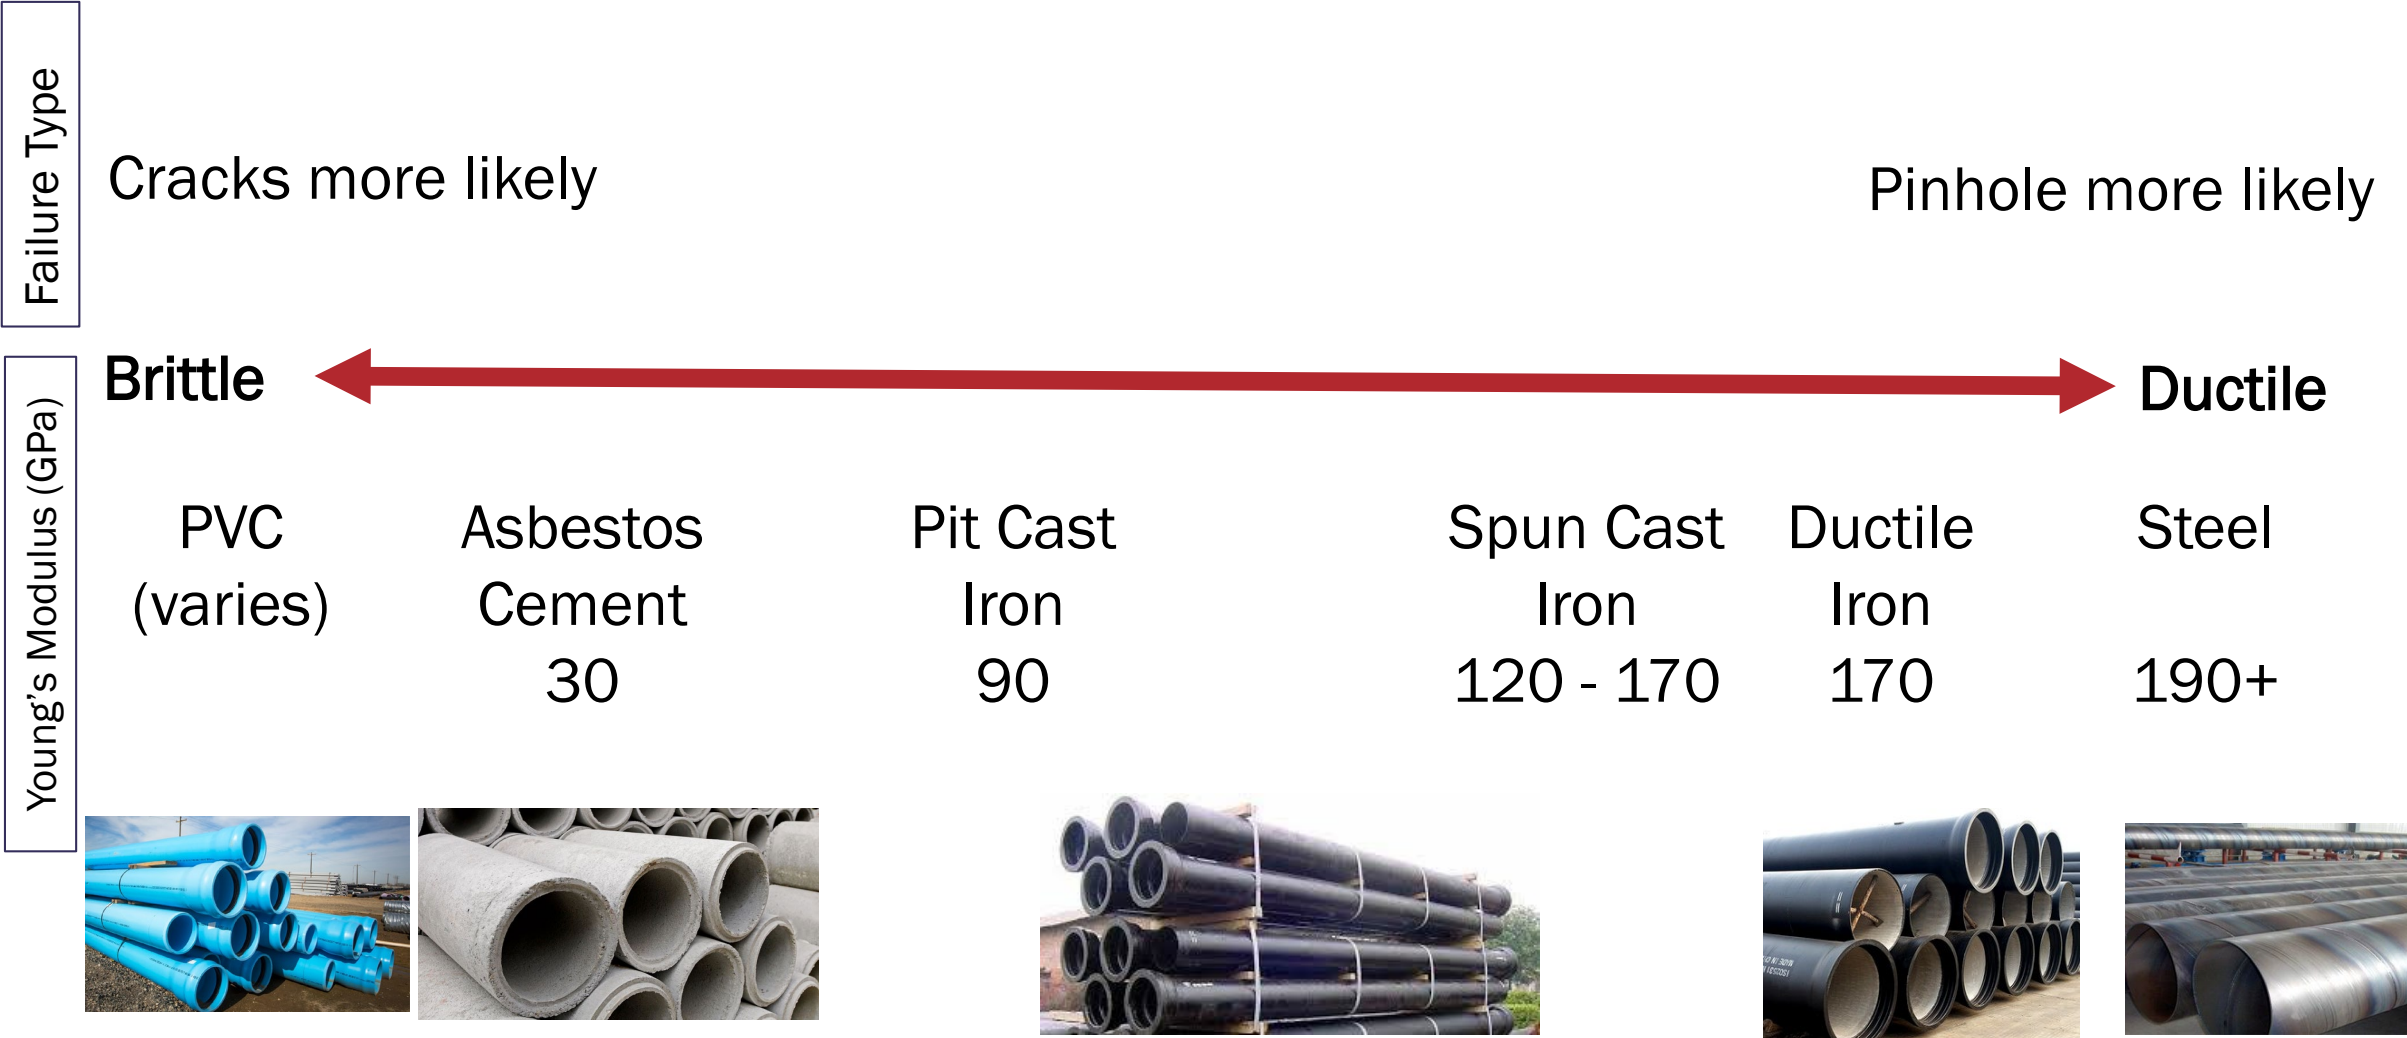 Failure Type
Cracks more likely
Pinhole more likely
Brittle
Ductile
Young's Modulus (GPa)
PVC
(varies)
Asbestos
Cement
30
Pit Cast
Iron
90
Spun Cast
Iron
120 - 170
Ductile
Iron
170
Steel
190+